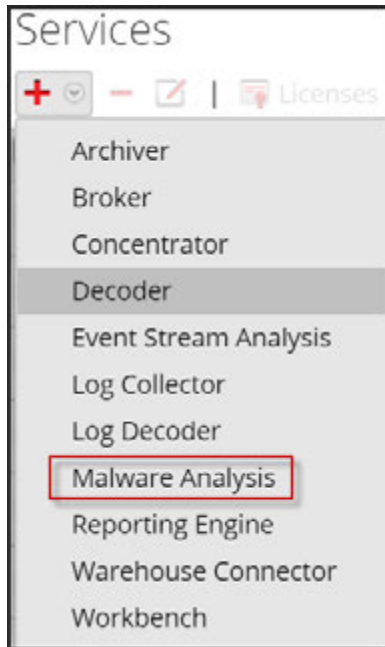 Services
| Licenses
Archiver
Broker
Concentrator
Decoder
Event Stream Analysis
Log Collector
Log Decoder
Malware Analysis
Reporting Engine
Warehouse Connector
Workbench